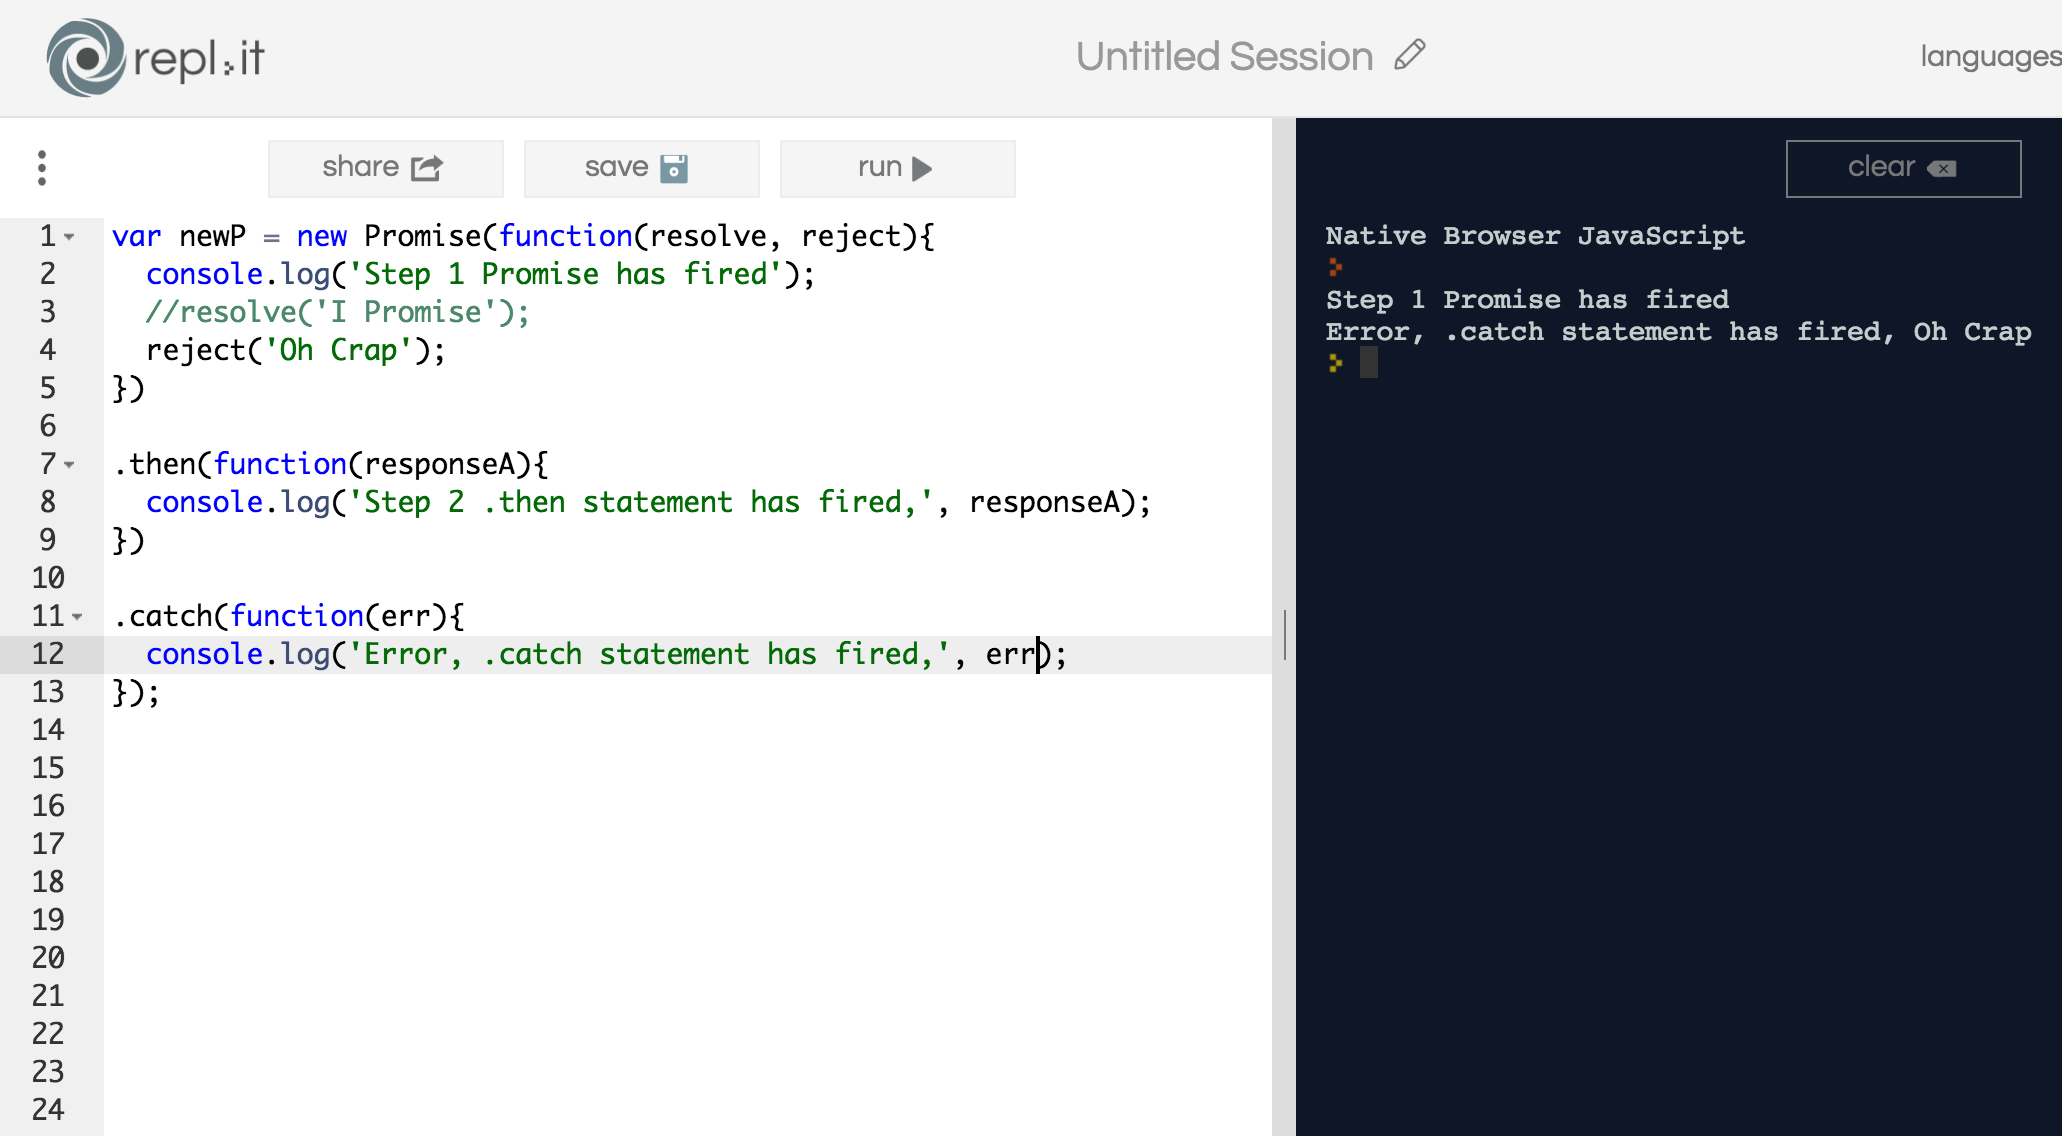 repl.it
Untitled Session
languages
share
save
run
clear
1 var newP = new Promise(function(resolve, reject){
2   console.log('Step 1 Promise has fired');
3   //resolve('I Promise');
4   reject('Oh Crap');
5 })
6
7 .then(function(responseA){
8   console.log('Step 2 .then statement has fired,', responseA);
9 })
10
11 .catch(function(err){
12   console.log('Error, .catch statement has fired,', err);
13 });
14
15
16
17
18
19
20
21
22
23
24
Native Browser JavaScript
Step 1 Promise has fired
Error, .catch statement has fired, Oh Crap